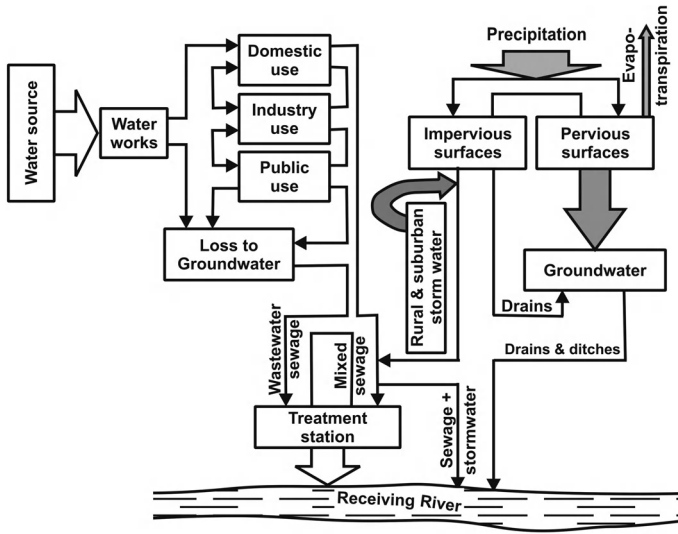 Water source
Water
works
Domestic
use
Industry
use
Public
use
Loss to
Groundwater
Precipitation
Evapo-
transpiration
Impervious
surfaces
Pervious
surfaces
Rural & suburban
storm water
Groundwater
Drains
Drains & ditches
Wastewater
sewage
Mixed
sewage
Treatment
station
Sewage +
stormwater
Receiving River